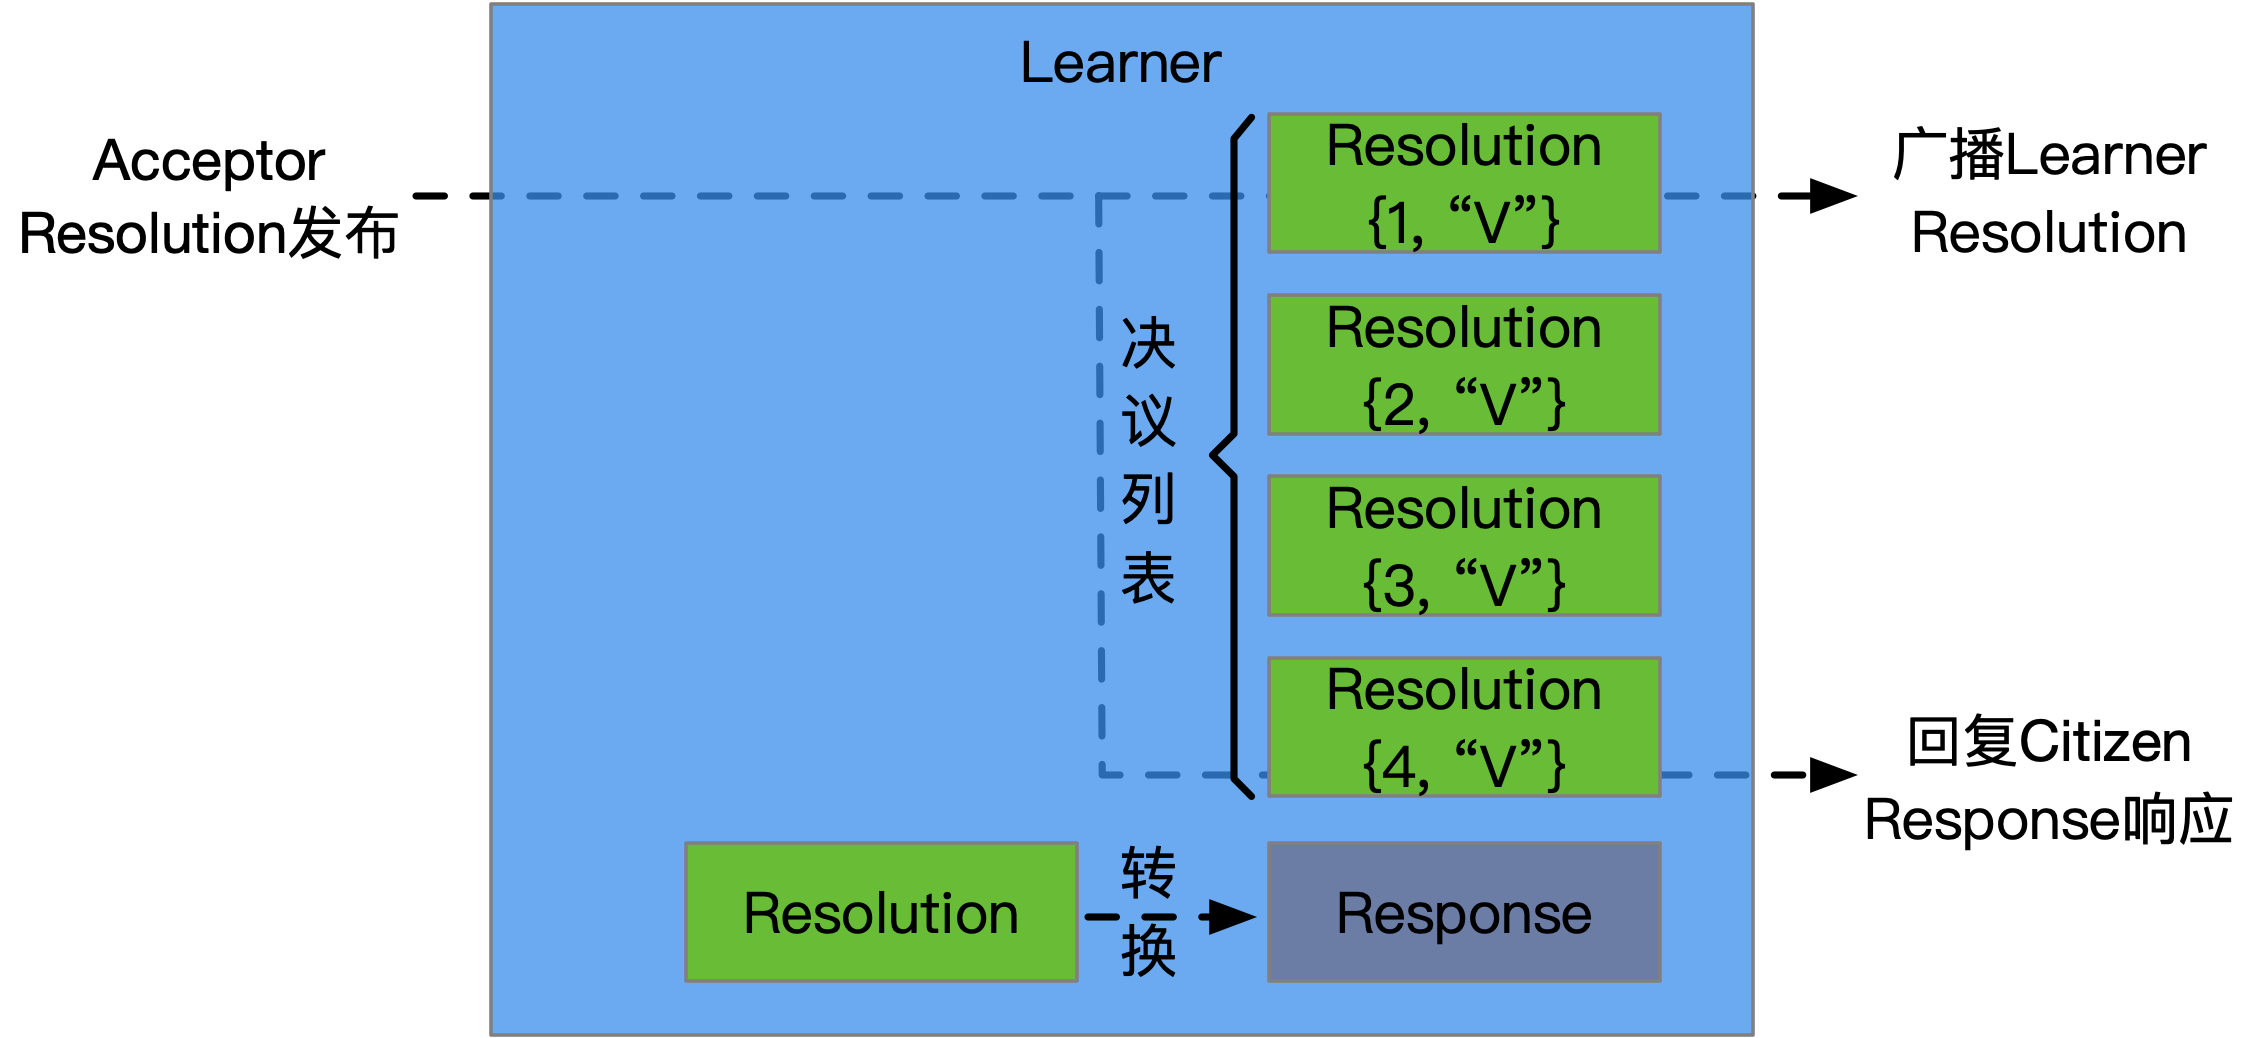 Learner
Acceptor
Resolution发布
Resolution
{1, “V”}
Resolution
{2, “V”}
Resolution
{3, “V”}
Resolution
{4, “V”}
决
议
列
表
广播Learner
Resolution
回复Citizen
Response响应
Resolution
转
换
Response